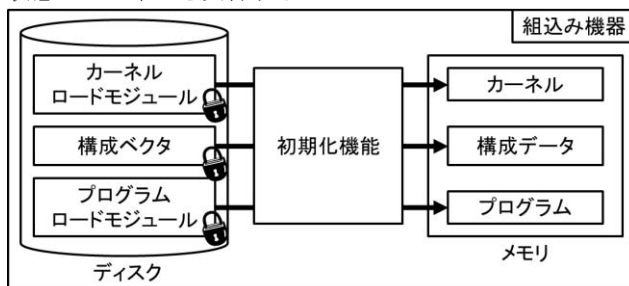 組込み機器
カーネル
ロードモジュール
構成ベクタ
プログラム
ロードモジュール
ディスク
初期化機能
カーネル
構成データ
プログラム
メモリ